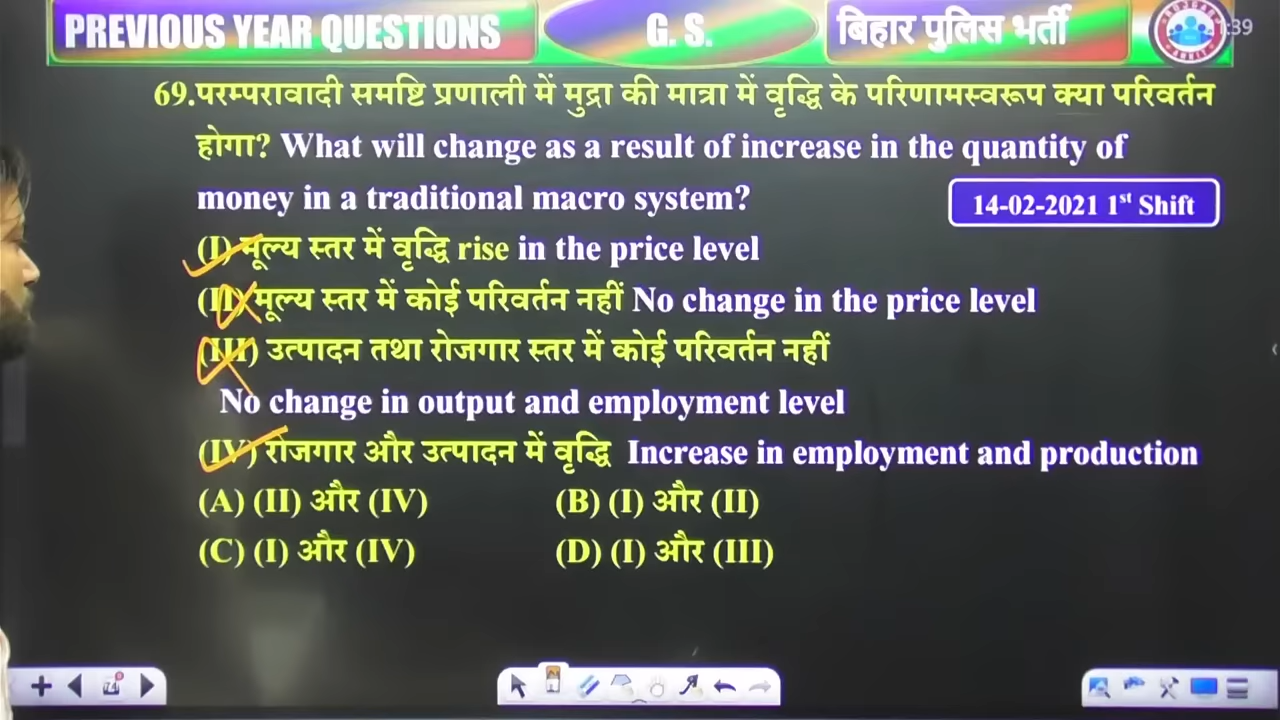 PREVIOUS YEAR QUESTIONS
G. S.
बिहार पुलिस भर्ती
1:39
69.परम्परावादी समष्टि प्रणाली में मुद्रा की मात्रा में वृद्धि के परिणामस्वरूप क्या परिवर्तन
होगा? What will change as a result of increase in the quantity of
money in a traditional macro system?
14-02-2021 1st Shift
(I) मूल्य स्तर में वृद्धि rise in the price level
(II) मूल्य स्तर में कोई परिवर्तन नहीं No change in the price level
(III) उत्पादन तथा रोजगार स्तर में कोई परिवर्तन नहीं
No change in output and employment level
(IV) रोजगार और उत्पादन में वृद्धि Increase in employment and production
(A) (II) और (IV) (B) (I) और (II)
(C) (I) और (IV) (D) (I) और (III)